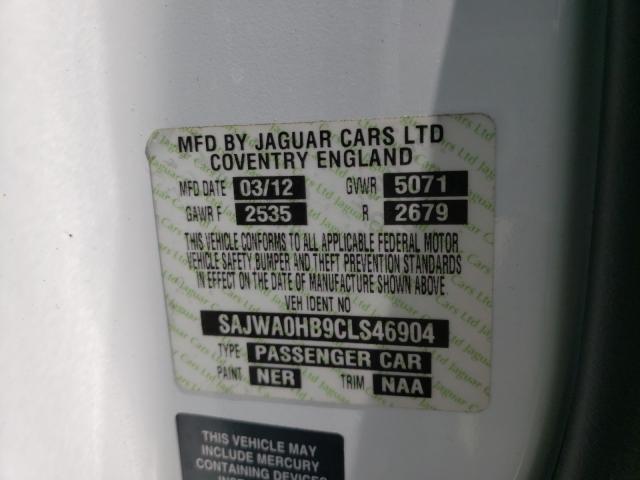 MFD BY JAGUAR CARS LTD
COVENTRY ENGLAND
MFD DATE 03/12 GVWR 5071
GAWR F 2535 R 2679
THIS VEHICLE CONFORMS TO ALL APPLICABLE FEDERAL MOTOR
VEHICLE SAFETY BUMPER AND THEFT PREVENTION STANDARDS
IN EFFECT ON THE DATE OF MANUFACTURE SHOWN ABOVE
VEH IDENT NO
SAJWA0HB9CLS46904
TYPE PASSENGER CAR
PAINT NER TRIM NAA
THIS VEHICLE MAY
INCLUDE MERCURY
CONTAINING DEVICES